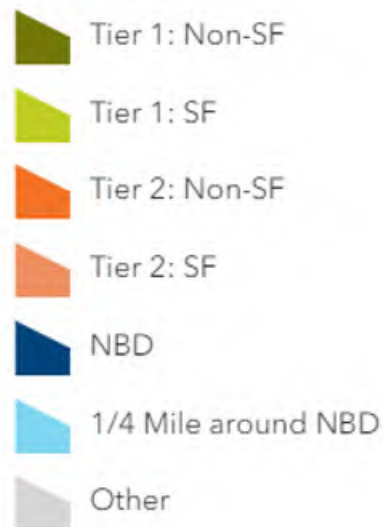 Tier 1: Non-SF
Tier 1: SF
Tier 2: Non-SF
Tier 2: SF
NBD
1/4 Mile around NBD
Other